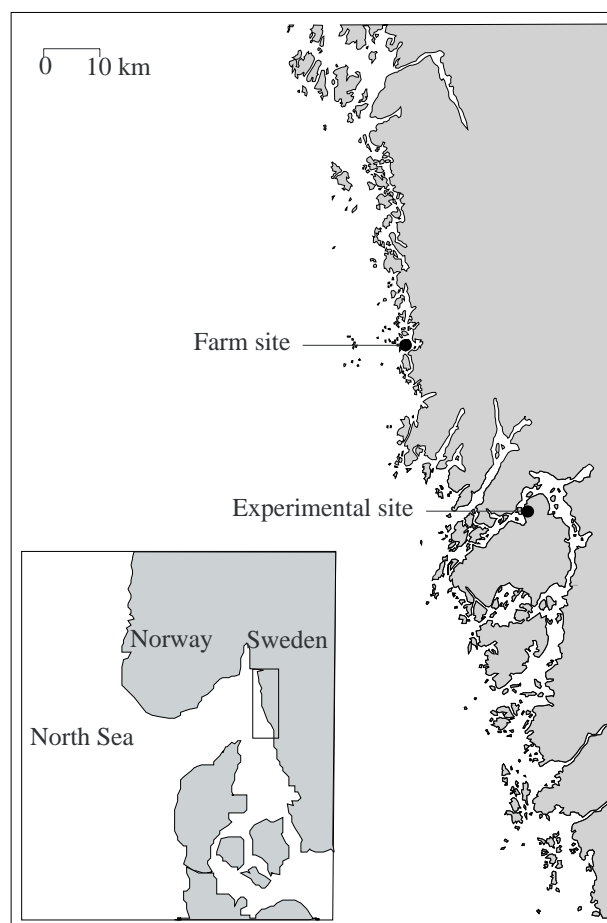 0 10 km
Farm site
Experimental site
Norway Sweden
North Sea